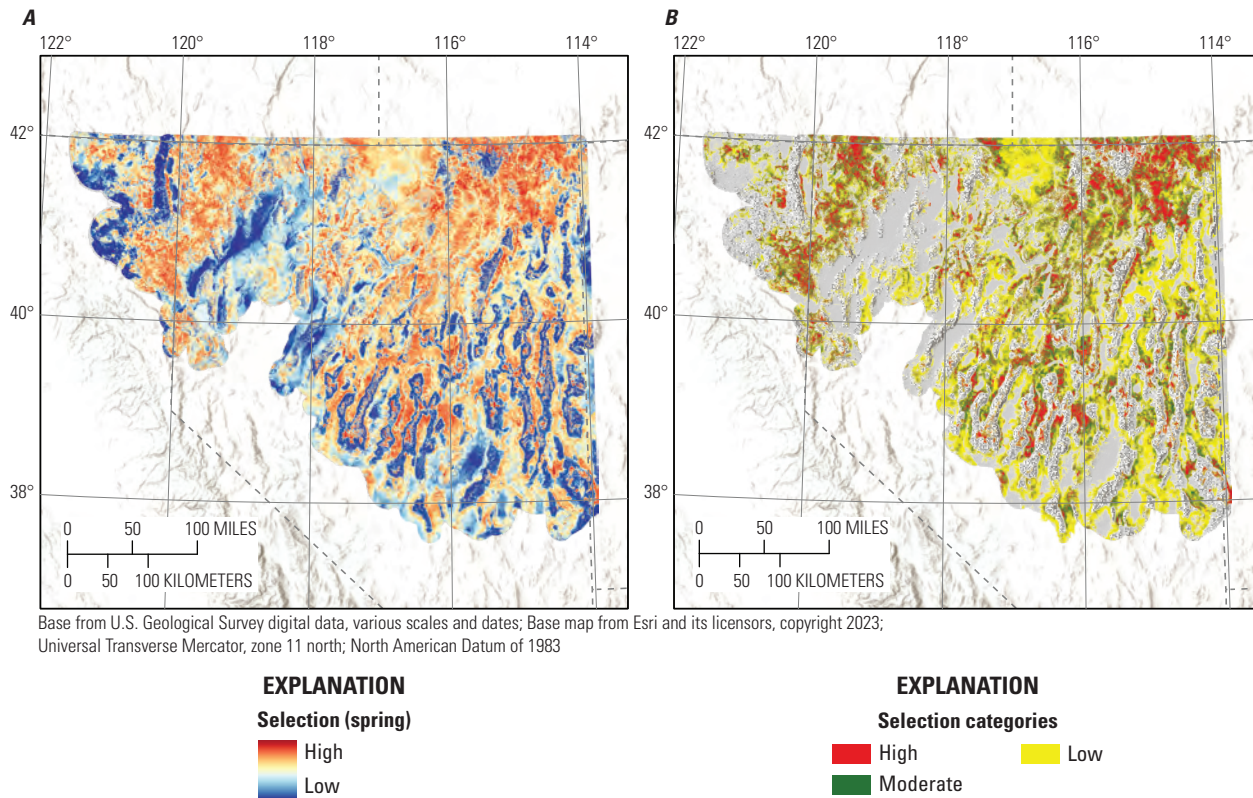 A
122°
120°
118°
116°
114°
42°
40°
38°
0 50 100 MILES
0 50 100 KILOMETERS
B
122°
120°
118°
116°
114°
42°
40°
38°
0 50 100 MILES
0 50 100 KILOMETERS
Base from U.S. Geological Survey digital data, various scales and dates; Base map from Esri and its licensors, copyright 2023;
Universal Transverse Mercator, zone 11 north; North American Datum of 1983
EXPLANATION
Selection (spring)
High
Low
EXPLANATION
Selection categories
High
Low
Moderate